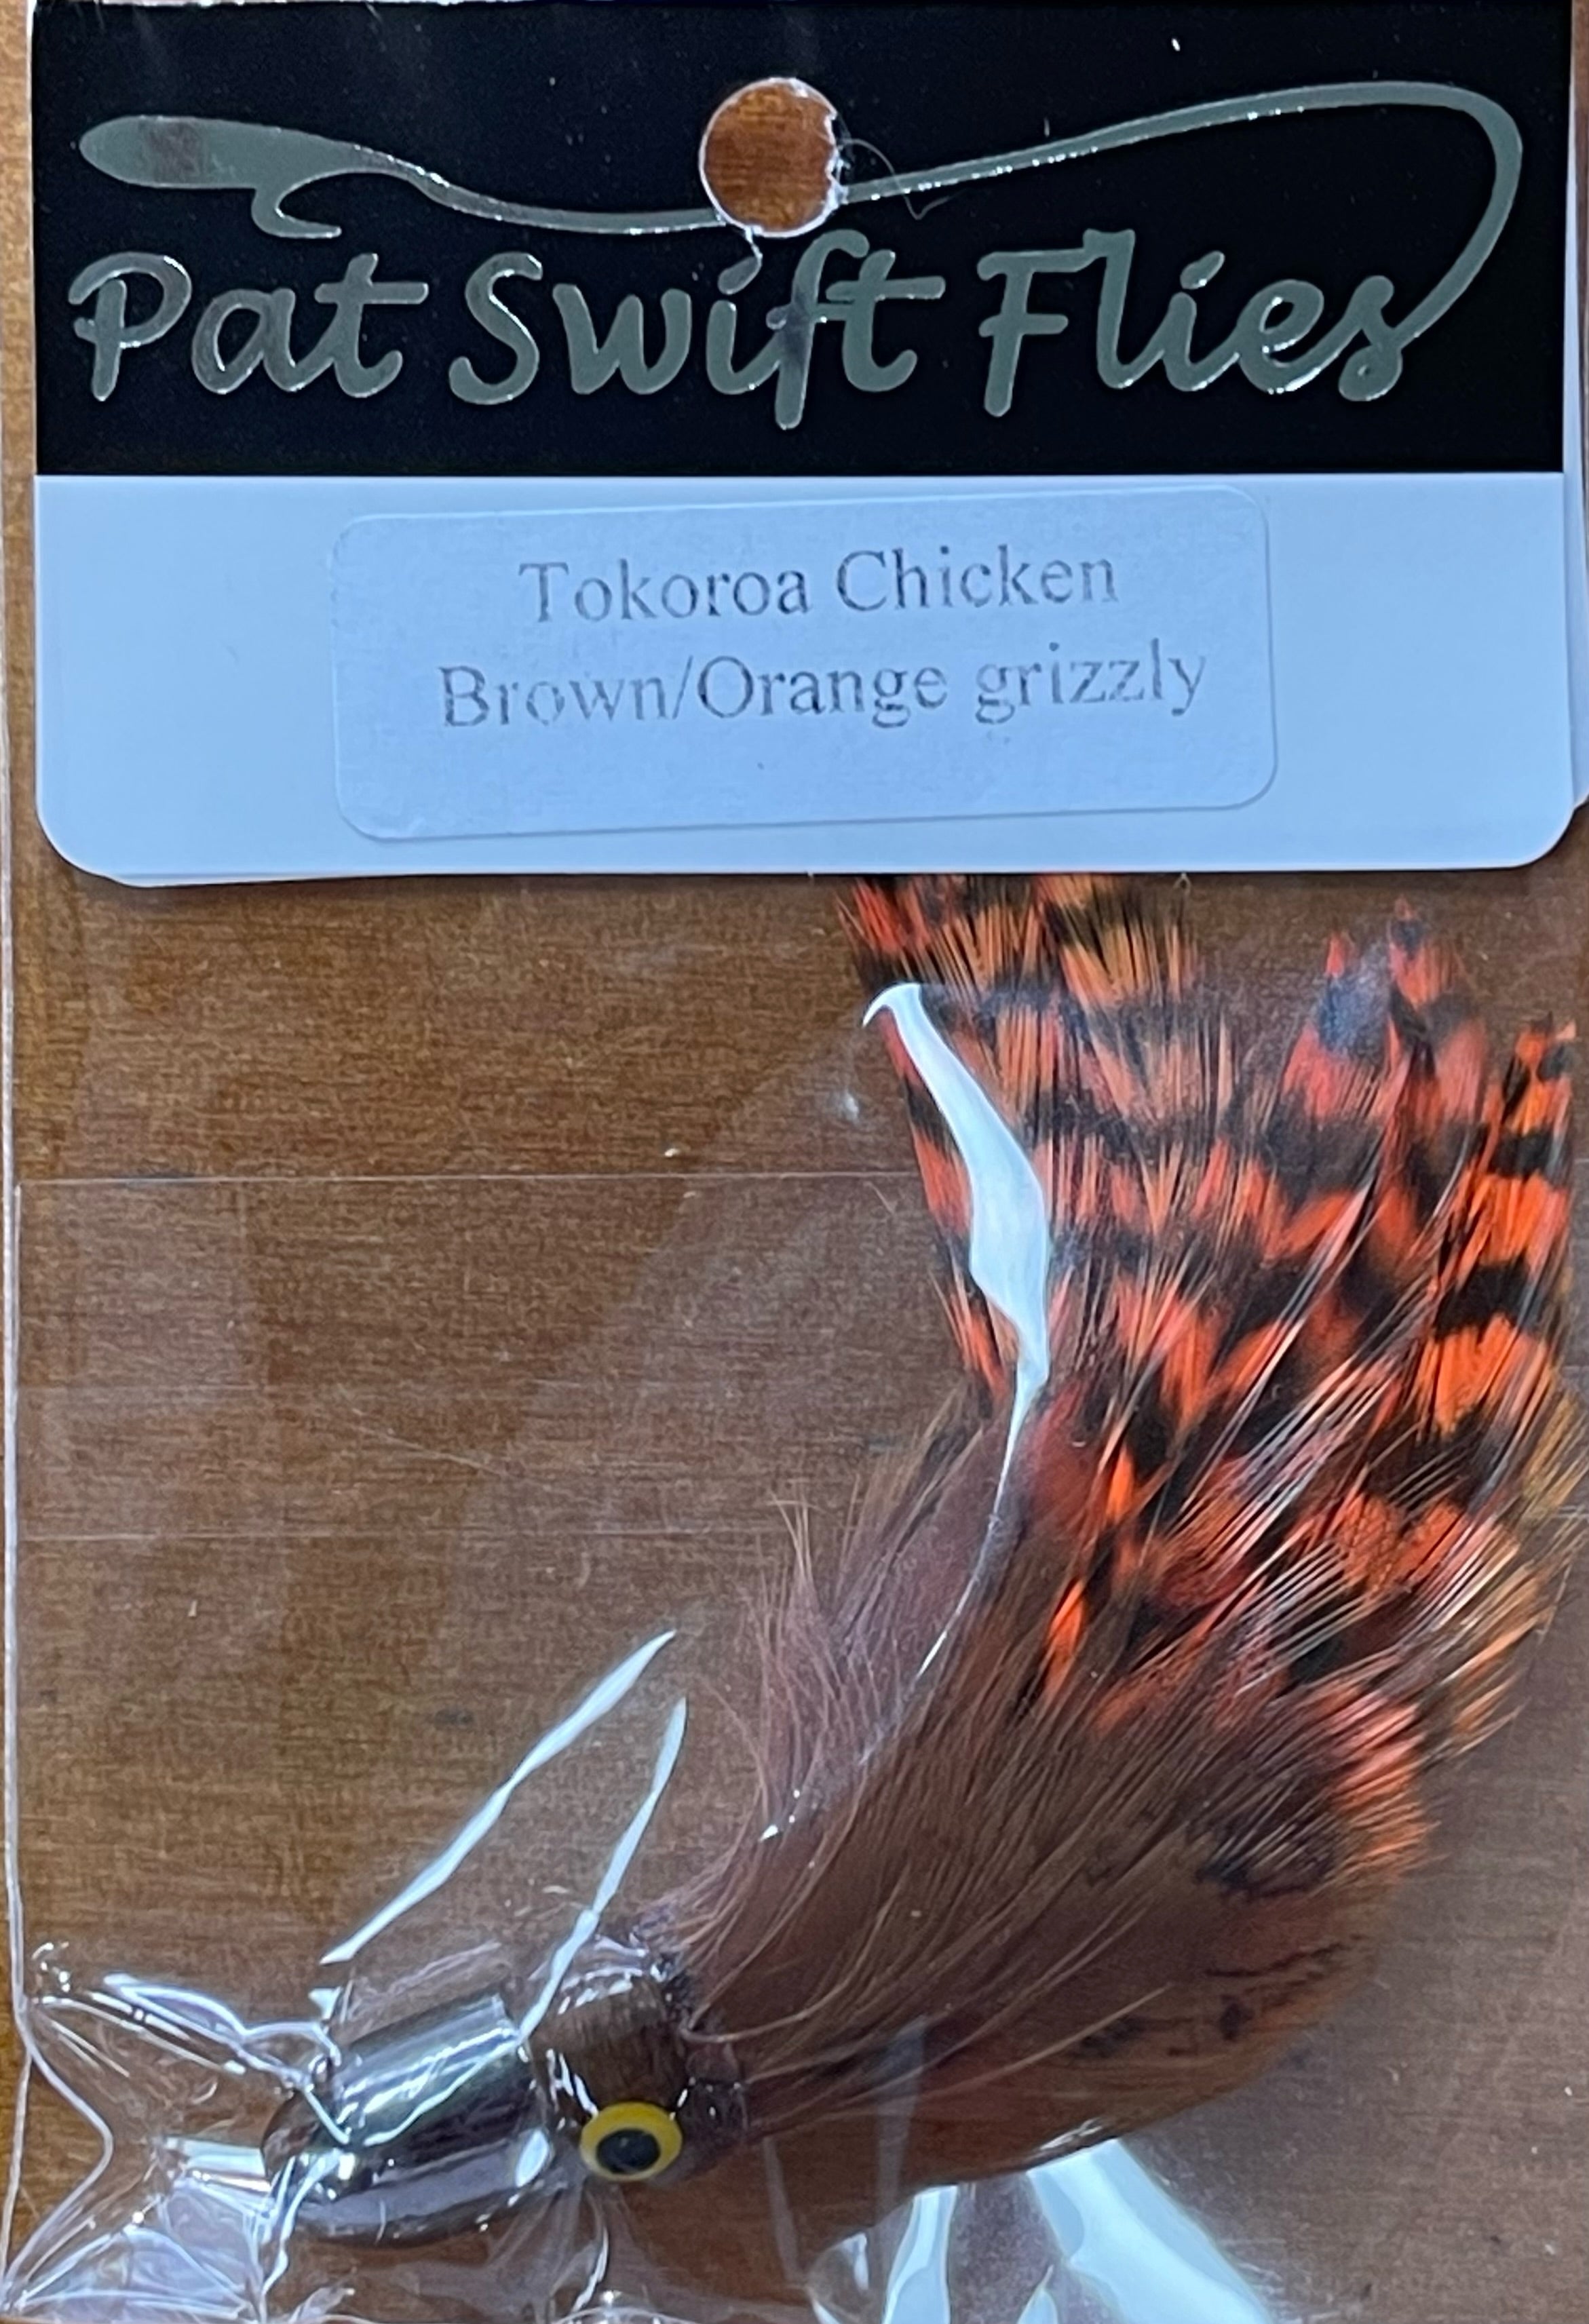 Pat Swift Flies
Tokoroa Chicken
Brown/Orange grizzly